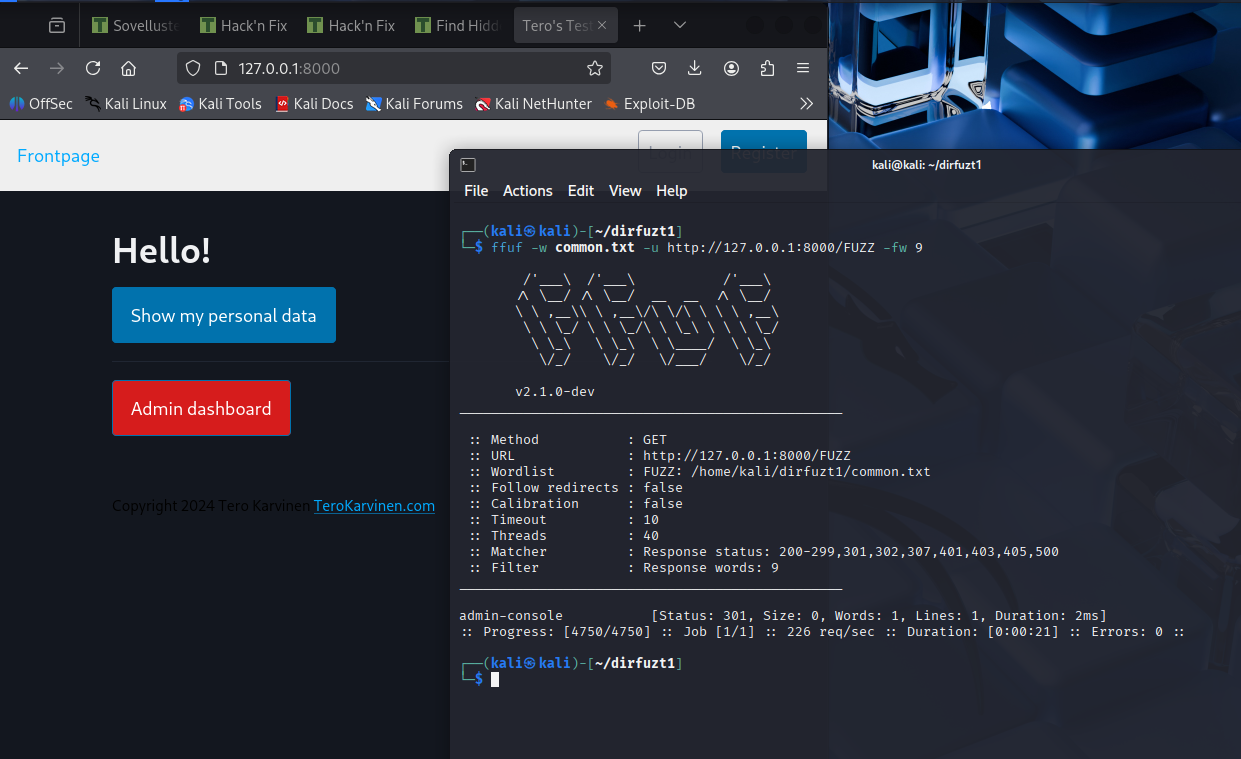 Sovellust
Hack'n Fix
Hack'n Fix
Find Hidd
Tero's Test
127.0.0.1:8000
OffSec
Kali Linux
Kali Tools
Kali Docs
Kali Forums
Kali NetHunter
Exploit-DB
Frontpage
Login
Register
Hello!
Show my personal data
Admin dashboard
Copyright 2024 Tero Karvinen TeroKarvinen.com
kali@kali: ~/dirfuzt1
File Actions Edit View Help
┌──(kali㉿kali)-[~/dirfuzt1]
└─$ ffuf -w common.txt -u http://127.0.0.1:8000/FUZZ -fw 9
v2.1.0-dev
:: Method : GET
:: URL : http://127.0.0.1:8000/FUZZ
:: Wordlist : FUZZ: /home/kali/dirfuzt1/common.txt
:: Follow redirects : false
:: Calibration : false
:: Timeout : 10
:: Threads : 40
:: Matcher : Response status: 200-299,301,302,307,401,403,405,500
:: Filter : Response words: 9
admin-console [Status: 301, Size: 0, Words: 1, Lines: 1, Duration: 2ms]
:: Progress: [4750/4750] :: Job [1/1] :: 226 req/sec :: Duration: [0:00:21] :: Errors: 0 ::
┌──(kali㉿kali)-[~/dirfuzt1]
└─$